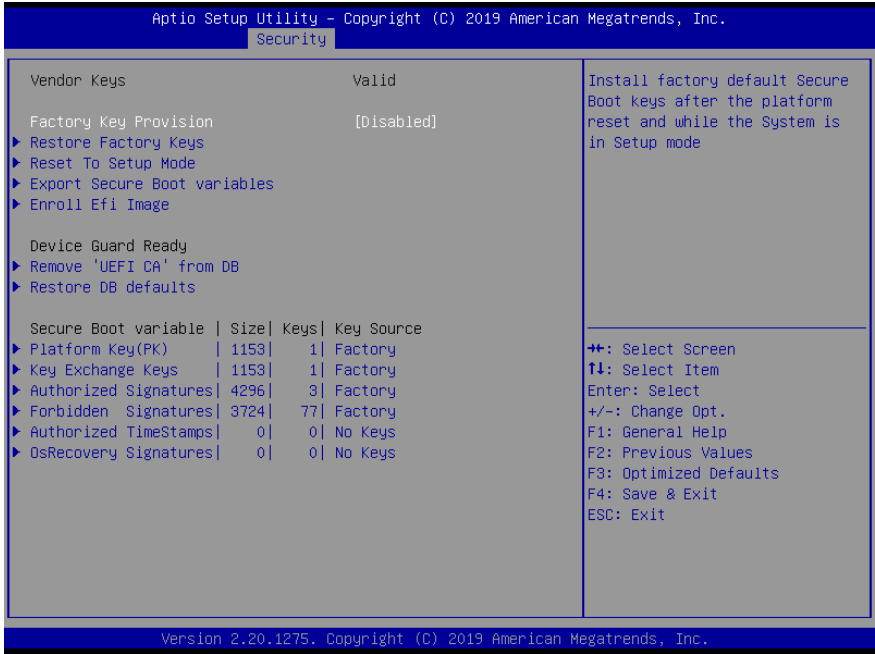 Aptio Setup Utility – Copyright (C) 2019 American Megatrends, Inc.
Security
Vendor Keys Valid
Factory Key Provision [Disabled]
Restore Factory Keys
Reset To Setup Mode
Export Secure Boot variables
Enroll Efi Image
Device Guard Ready
Remove 'UEFI CA' from DB
Restore DB defaults
Secure Boot variable | Size| Keys| Key Source
Platform Key(PK) | 1153| 1| Factory
Key Exchange Keys | 1153| 1| Factory
Authorized Signatures| 4296| 3| Factory
Forbidden Signatures| 3724| 77| Factory
Authorized TimeStamps| 0| 0| No Keys
OsRecovery Signatures| 0| 0| No Keys
Install factory default Secure
Boot keys after the platform
reset and while the System is
in Setup mode
→←: Select Screen
↑↓: Select Item
Enter: Select
+/-: Change Opt.
F1: General Help
F2: Previous Values
F3: Optimized Defaults
F4: Save & Exit
ESC: Exit
Version 2.20.1275. Copyright (C) 2019 American Megatrends, Inc.